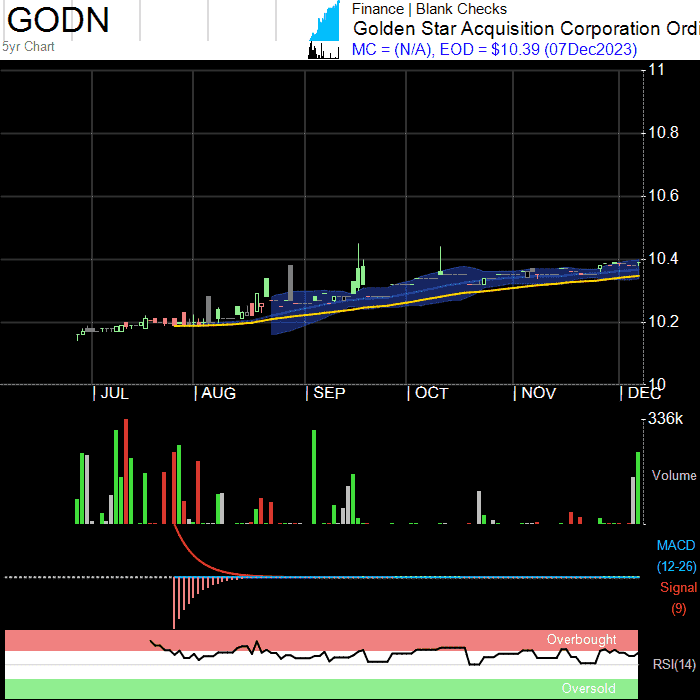 GODN
5yr Chart
Finance | Blank Checks
Golden Star Acquisition Corporation Ordi
MC = (N/A), EOD = $10.39 (07Dec2023)
11
10.8
10.6
10.4
10.2
10
JUL AUG SEP OCT NOV DEC
336k
Volume
MACD
(12-26)
Signal
(9)
Overbought
RSI(14)
Oversold